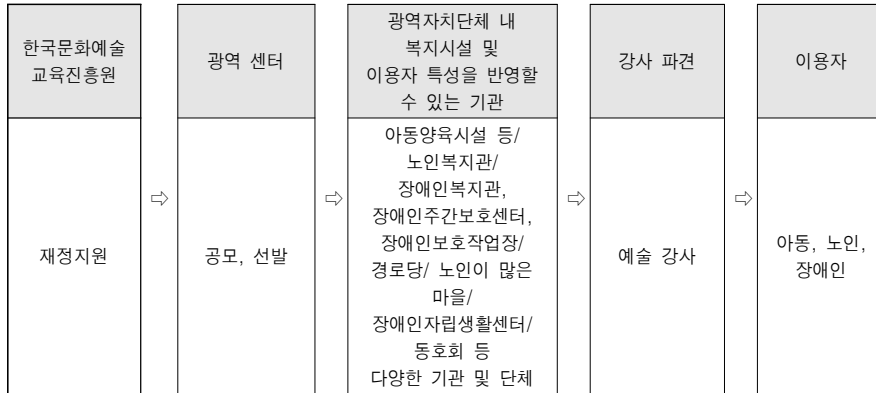 한국문화예술
교육진흥원
광역 센터
광역자치단체 내
복지시설 및
이용자 특성을 반영할
수 있는 기관
강사 파견
이용자
재정지원
⇨
공모, 선발
⇨
아동양육시설 등/
노인복지관/
장애인복지관,
장애인주간보호센터,
장애인보호작업장/
경로당/ 노인이 많은
마을/
장애인자립생활센터/
동호회 등
다양한 기관 및 단체
⇨
예술 강사
⇨
아동, 노인,
장애인